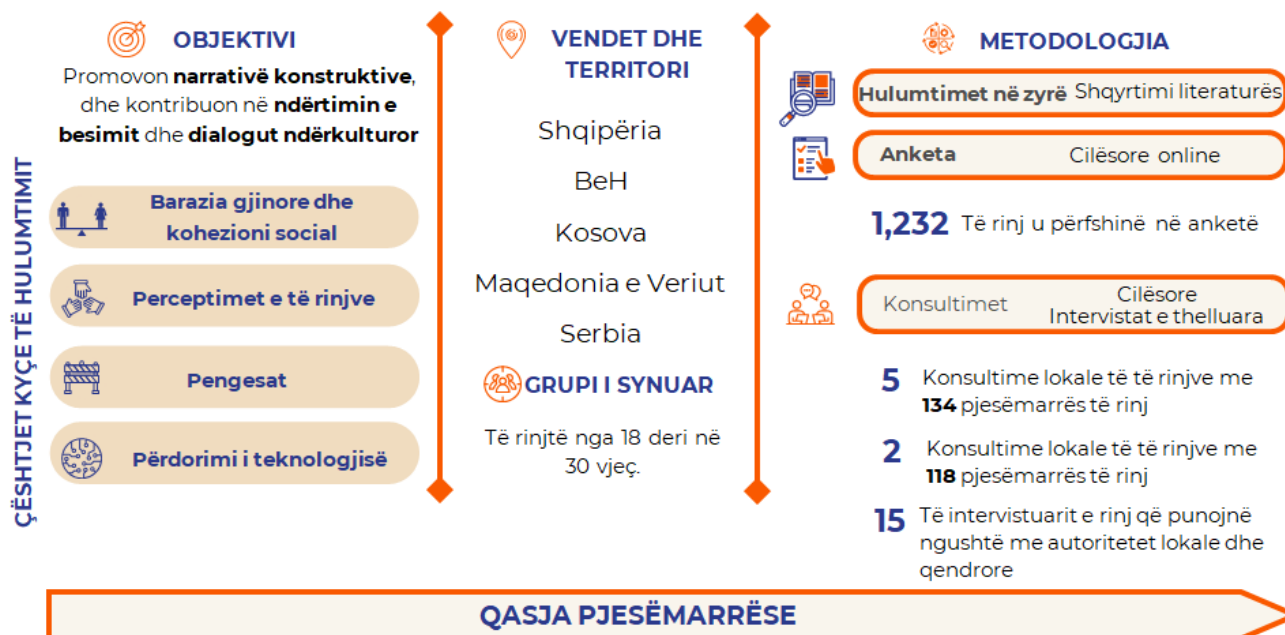 OBJEKTIVI
Promovon narrativë konstruktive,
dhe kontribuon në ndërtimin e
besimit dhe dialogut ndërkulturor
ÇËSHTJET KYÇE TË HULUMTIMIT
Barazia gjinore dhe
kohezioni social
Perceptimet e të rinjve
Pengesat
Përdorimi i teknologjisë
VENDET DHE
TERRITORI
Shqipëria
BeH
Kosova
Maqedonia e Veriut
Serbia
GRUPI I SYNUAR
Të rinjtë nga 18 deri në
30 vjeç.
METODOLOGJIA
Hulumtimet në zyrë Shqyrtimi literaturës
Anketa Cilësore online
1,232 Të rinj u përfshinë në anketë
Konsultimet Cilësore
Intervistat e thelluara
5 Konsultime lokale të të rinjve me
134 pjesëmarrës të rinj
2 Konsultime lokale të të rinjve me
118 pjesëmarrës të rinj
15 Të intervistuarit e rinj që punojnë
ngushtë me autoritetet lokale dhe
qendrore
QASJA PJESËMARRËSE